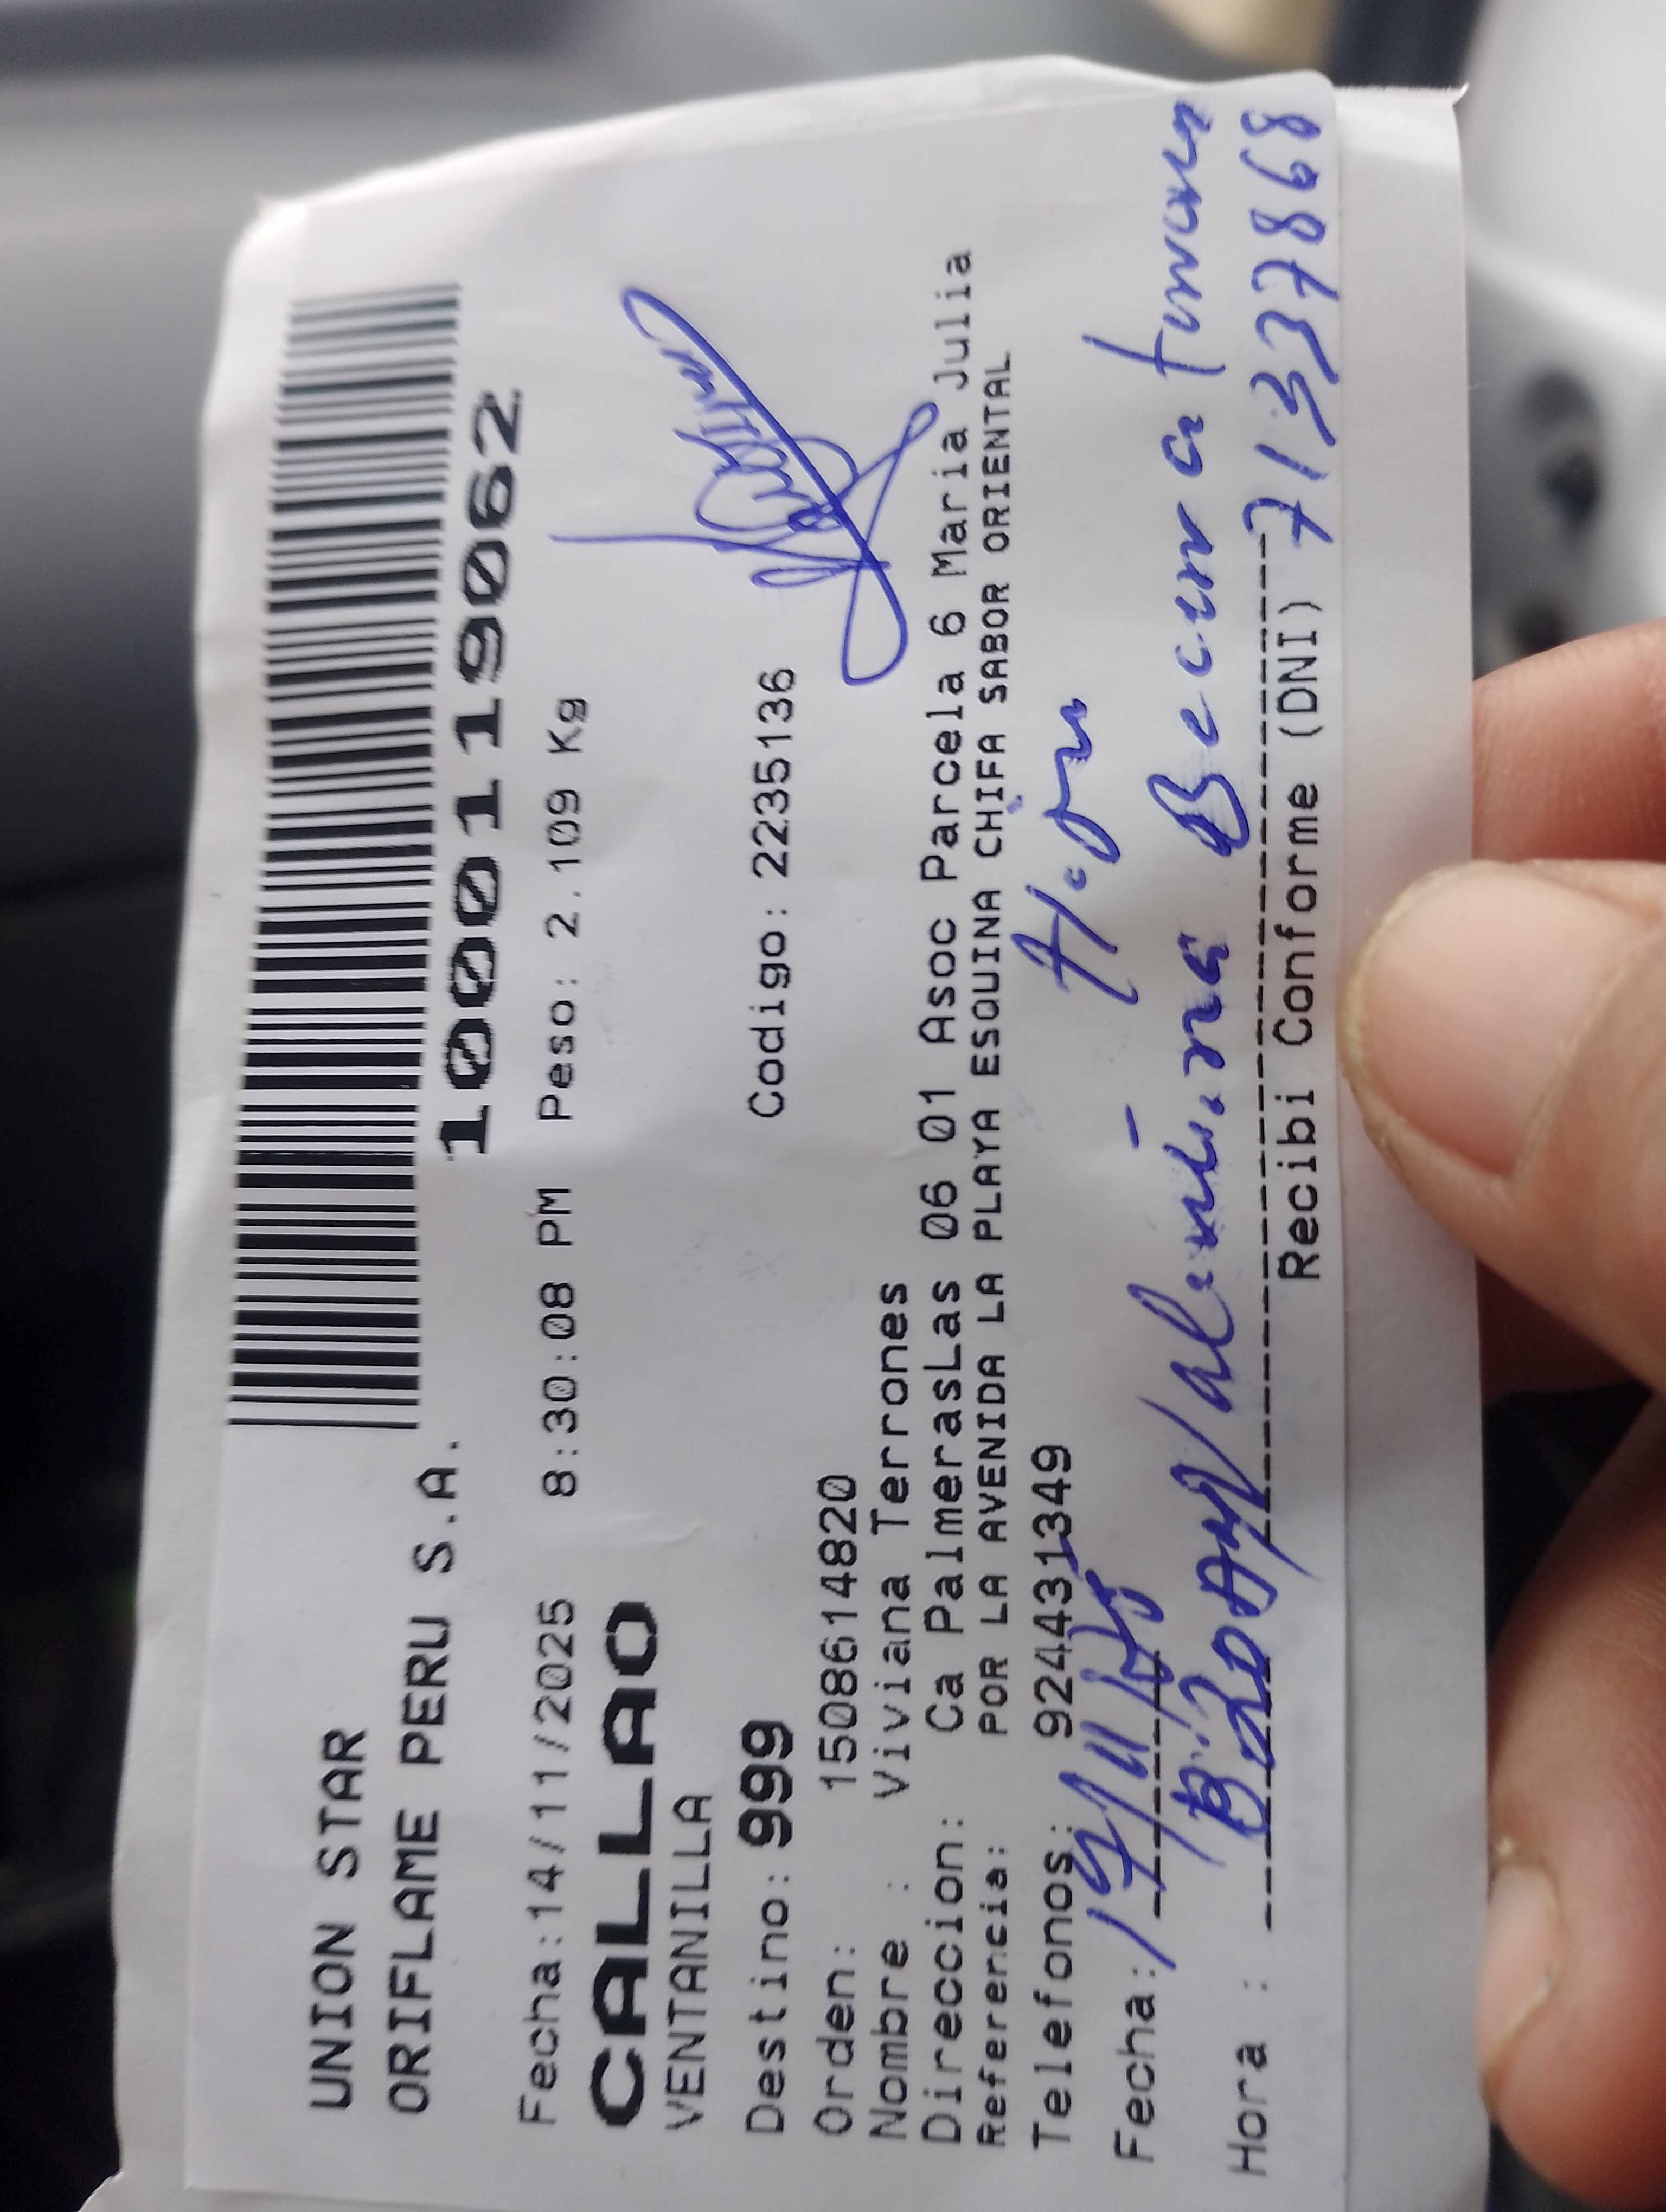 UNION STAR
ORIFLAME PERU S.A.
10001119062
Fecha:14/11/2025 8:30:08 PM Peso: 2.109 Kg
CALLAO
VENTANILLA
Destino: 999 Codigo: 2235136
Orden: 1508614820
Nombre : Viviana Terrones
Direccion: Ca PalmerasLas 06 01 Asoc Parcela 6 Maria Julia
Referencia: POR LA AVENIDA LA PLAYA ESQUINA CHIFA SABOR ORIENTAL
Telefonos: 924431349
Fecha:
Hora :
Recibi Conforme (DNI) 71337868